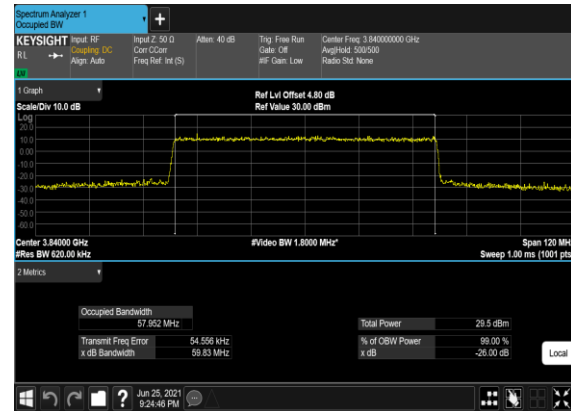 Spectrum Analyzer 1
Occupied BW
+
KEYSIGHT Input: RF Input Z: 50 Ω Atten: 40 dB Trig: Free Run Center Freq: 3.840000000 GHz
RL Coupling: DC Corr CCorr Gate: Off Avg|Hold: 500/500
Align: Auto Freq Ref: Int (S) #IF Gain: Low Radio Std: None
1 Graph
Ref Lvl Offset 4.80 dB
Scale/Div 10.0 dB Ref Value 30.00 dBm
Log
20.0
10.0
0.00
-10.0
-20.0
-30.0
-40.0
-50.0
-60.0
Center 3.84000 GHz #Video BW 1.8000 MHz* Span 120 MH
#Res BW 620.00 kHz Sweep 1.00 ms (1001 pts
2 Metrics
Occupied Bandwidth
57.952 MHz Total Power 29.5 dBm
Transmit Freq Error 54.556 kHz % of OBW Power 99.00 %
x dB Bandwidth 59.83 MHz x dB -26.00 dB
Local
? Jun 25, 2021
9:24:46 PM